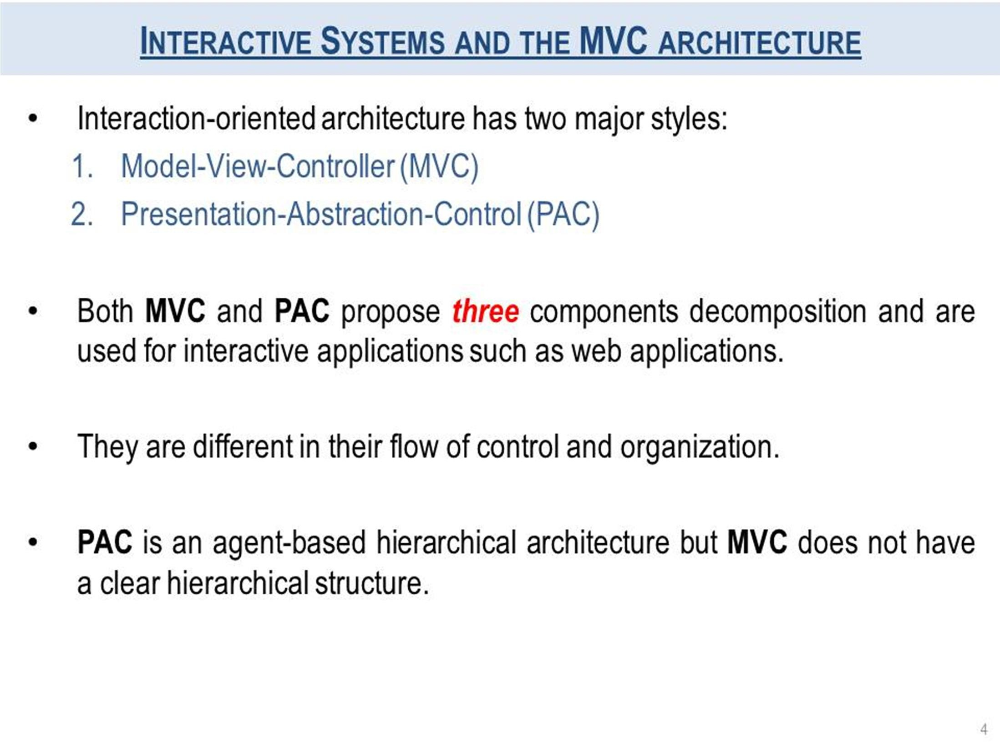 INTERACTIVE SYSTEMS AND THE MVC ARCHITECTURE
• Interaction-oriented architecture has two major styles:
1. Model-View-Controller (MVC)
2. Presentation-Abstraction-Control (PAC)
• Both MVC and PAC propose three components decomposition and are
used for interactive applications such as web applications.
• They are different in their flow of control and organization.
• PAC is an agent-based hierarchical architecture but MVC does not have
a clear hierarchical structure.
4